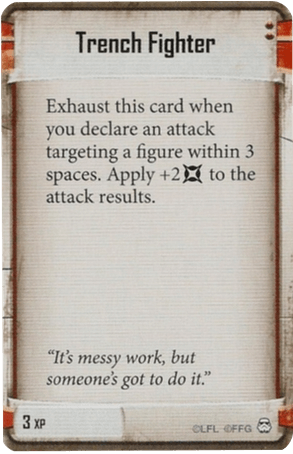 Trench Fighter
Exhaust this card when
you declare an attack
targeting a figure within 3
spaces. Apply +2 to the
attack results.
“It’s messy work, but
someone’s got to do it.”
3 XP
©LFL ©FFG